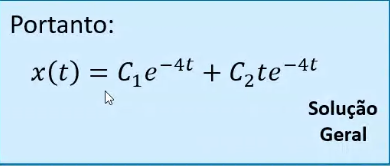 Portanto:
x(t) = C₁e⁻⁴ᵗ + C₂te⁻⁴ᵗ
Solução
Geral